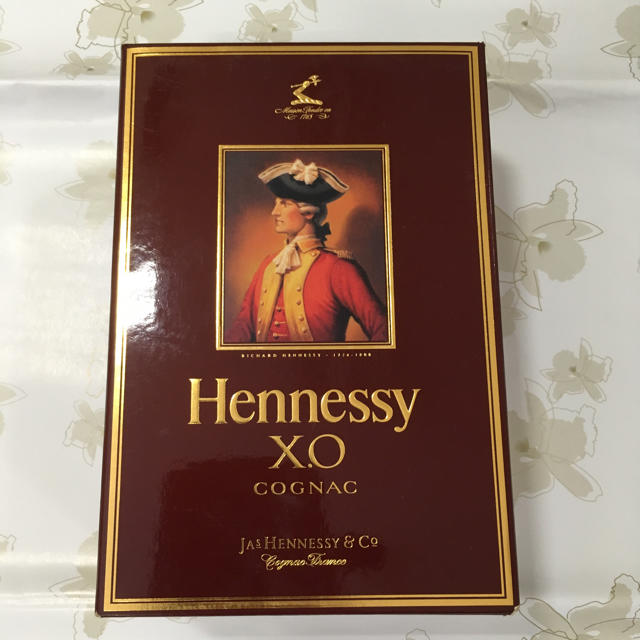 Maison Fondée en
1765
RICHARD HENNESSY - 1724-1800
Hennessy
X.O
COGNAC
JAs HENNESSY & Co
Cognac France